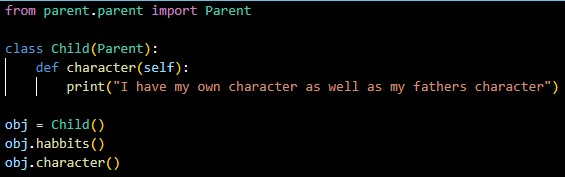 from parent.parent import Parent
class Child(Parent):
    def character(self):
        print("I have my own character as well as my fathers character")
obj = Child()
obj.habbits()
obj.character()